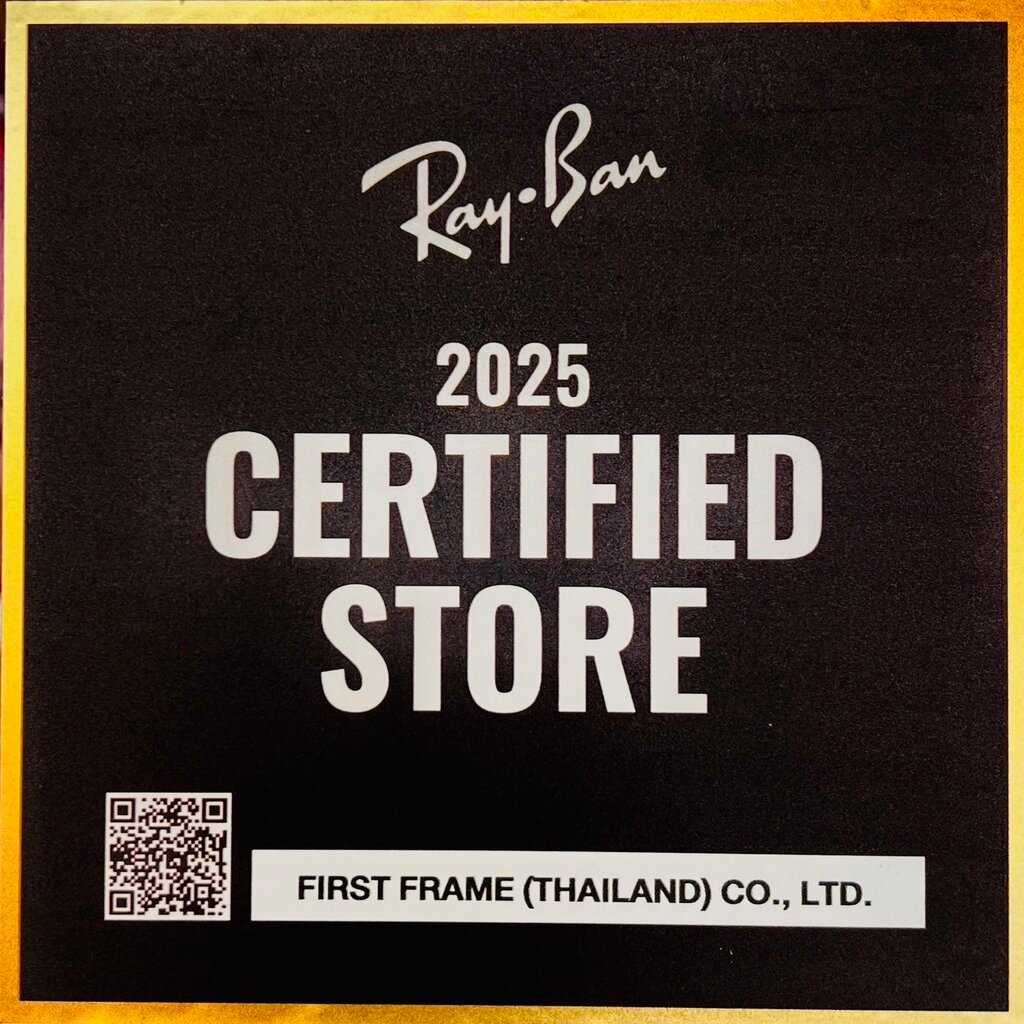 Ray•Ban
2025
CERTIFIED
STORE
FIRST FRAME (THAILAND) CO., LTD.